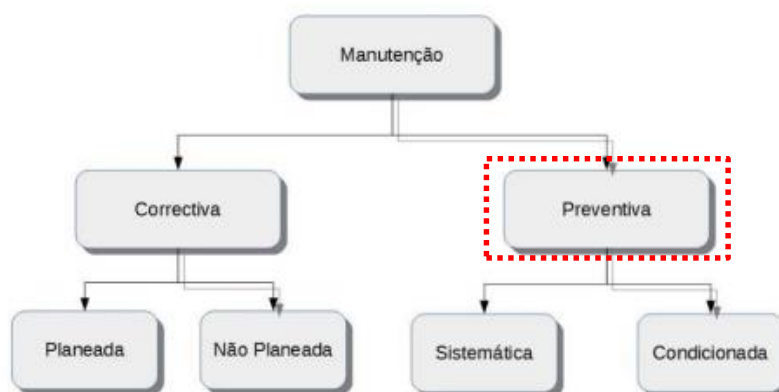 Manutenção
Correctiva
Preventiva
Planeada
Não Planeada
Sistemática
Condicionada